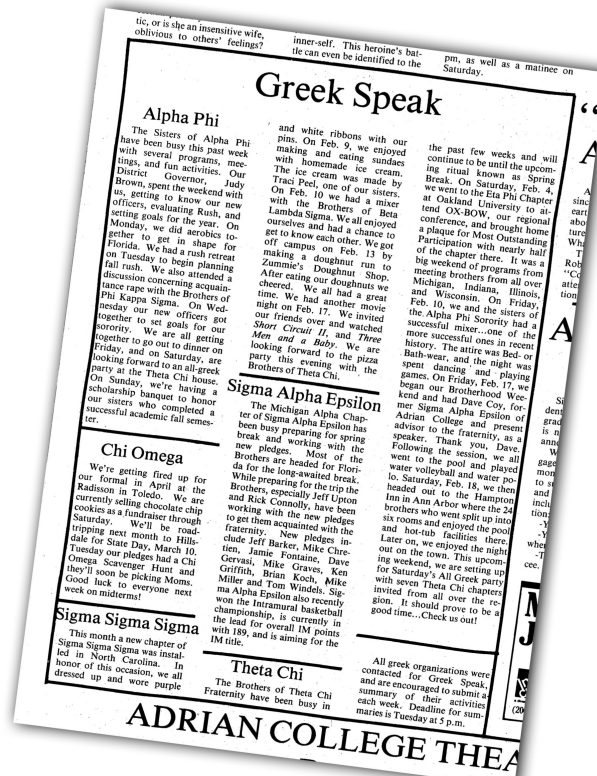 tic, or is she an insensitive wife,
oblivious to others' feelings?
inner-self. This heroine's bat-
tle can even be identified to the
pm, as well as a matinee on
Saturday.
Greek Speak
Alpha Phi
The Sisters of Alpha Phi
have been busy this past week
with several programs, mee-
tings, and fun activities. Our
District Governor, Judy
Brown, spent the weekend with
us, getting to know our new
officers, evaluating Rush, and
setting goals for the year. On
Monday, we did aerobics to-
gether to get in shape for
Florida. We had a rush retreat
on Tuesday to begin planning
fall rush. We also attended a
discussion concerning acquain-
tance rape with the Brothers of
Phi Kappa Sigma. On Wed-
nesday our new officers got
together to set goals for our
sorority. We are all getting
together to go out to dinner on
Friday, and on Saturday, are
looking forward to an all-greek
party at the Theta Chi house.
On Sunday, we're having a
scholarship banquet to honor
our sisters who completed a
successful academic fall semes-
ter.
Chi Omega
We're getting fired up for
our formal in April at the
Radisson in Toledo. We are
currently selling chocolate chip
cookies as a fundraiser through
Saturday. We'll be road-
tripping next month to Hills-
dale for State Day, March 10.
Tuesday our pledges had a Chi
Omega Scavenger Hunt and
they'll soon be picking Moms.
Good luck to everyone next
week on midterms!
Sigma Sigma Sigma
This month a new chapter of
Sigma Sigma Sigma was instal-
led in North Carolina. In
honor of this occasion, we all
dressed up and wore purple
and white ribbons with our
pins. On Feb. 9, we enjoyed
making and eating sundaes
with homemade ice cream.
The ice cream was made by
Traci Peel, one of our sisters.
On Feb. 10 we had a mixer
with the Brothers of Beta
Lambda Sigma. We all enjoyed
ourselves and had a chance to
get to know each other. We got
off campus on Feb. 13 by
making a doughnut run to
Zummie's Doughnut Shop.
After eating our doughnuts we
cheered. We all had a great
time. We had another movie
night on Feb. 17. We invited
our friends over and watched
Short Circuit II, and Three
Men and a Baby. We are
looking forward to the pizza
party this evening with the
Brothers of Theta Chi.
Sigma Alpha Epsilon
The Michigan Alpha Chap-
ter of Sigma Alpha Epsilon has
been busy preparing for spring
break and working with the
new pledges. Most of the
Brothers are headed for Flori-
da for the long-awaited break.
While preparing for the trip the
Brothers, especially Jeff Upton
and Rick Connolly, have been
working with the new pledges
to get them acquainted with the
fraternity. New pledges in-
clude Jeff Barker, Mike Chre-
tien, Jamie Fontaine, Dave
Gervasi, Mike Graves, Ken
Griffith, Brian Koch, Mike
Miller and Tom Windels. Sig-
ma Alpha Epsilon also recently
won the Intramural basketball
championship, is currently in
the lead for overall IM points
with 189, and is aiming for the
IM title.
Theta Chi
The Brothers of Theta Chi
Fraternity have been busy in
the past few weeks and will
continue to be until the upcom-
ing ritual known as Spring
Break. On Saturday, Feb. 4,
we went to the Eta Phi Chapter
at Oakland University to at-
tend OX-BOW, our regional
conference, and brought home
a plaque for Most Outstanding
Participation with nearly half
of the chapter there. It was a
big weekend of programs from
meeting brothers from all over
Michigan, Indiana, Illinois,
and Wisconsin. On Friday,
Feb. 10, we and the sisters of
the Alpha Phi Sorority had a
successful mixer...one of the
more successful ones in recent
history. The attire was Bed- or
Bath-wear, and the night was
spent dancing and playing
games. On Friday, Feb. 17, we
began our Brotherhood Wee-
kend and had Dave Coy, for-
mer Sigma Alpha Epsilon of
Adrian College and present
advisor to the fraternity, as a
speaker. Thank you, Dave.
Following the session, we all
went to the pool and played
water volleyball and water po-
lo. Saturday, Feb. 18, we then
headed out to the Hampton
Inn in Ann Arbor where the 24
brothers who went split up into
six rooms and enjoyed the pool
and hot-tub facilities there.
Later on, we enjoyed the night
out on the town. This upcom-
ing weekend, we are setting up
for Saturday's All Greek party
with seven Theta Chi chapters
invited from all over the re-
gion. It should prove to be a
good time...Check us out!
All greek organizations were
contacted for Greek Speak,
and are encouraged to submit a
summary of their activities
each week. Deadline for sum-
maries is Tuesday at 5 p.m.
ADRIAN COLLEGE THEA